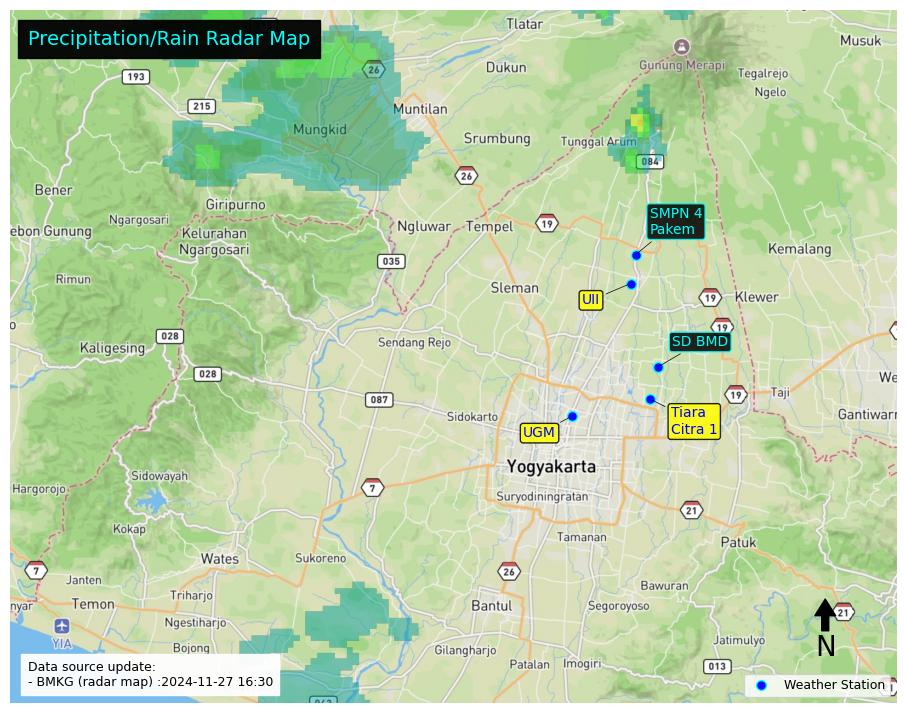 Precipitation/Rain Radar Map
Tlatar
Musuk
Gunung Merapi
Tegalrejo
Ngelo
26
193
Dukun
215
Muntilan
Mungkid
Srumbung
Tunggal Arum
084
26
Bener
Giripurno
Ngargosari
ebon Gunung
Kelurahan
Ngargosari
Ngluwar
Tempel
19
SMPN 4
Pakem
Kemalang
035
Rimun
Sleman
UII
19
Klewer
19
028
Kaligesing
Sendang Rejo
SD BMD
028
We
087
19
Taji
Sidokarto
Tiara
Citra 1
Gantiwarn
UGM
Yogyakarta
Sidowayah
Hargorojo
7
Suryodiningratan
21
Kokap
Tamanan
Patuk
Wates
Sukoreno
7
26
Janten
Bawuran
Triharjo
nyar
Temon
Bantul
Segoroyoso
21
Ngestiharjo
YIA
Bojong
Gilangharjo
Jatimulyo
N
Patalan
Imogiri
013
Data source update:
- BMKG (radar map) :2024-11-27 16:30
Weather Station